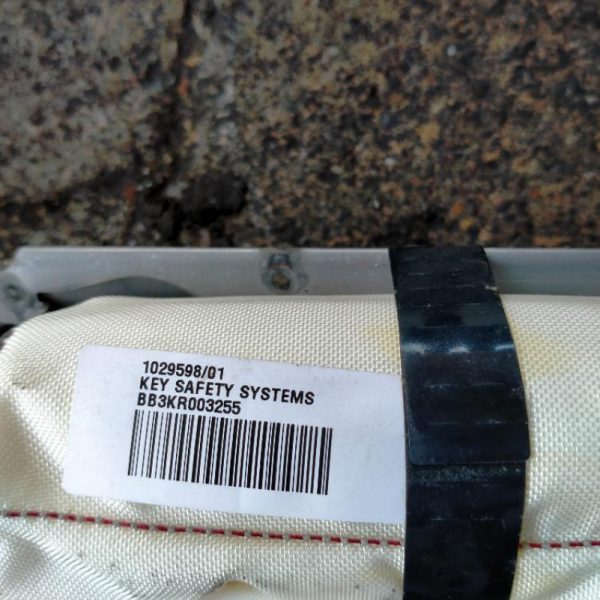 1029598/01
KEY SAFETY SYSTEMS
BB3KR003255